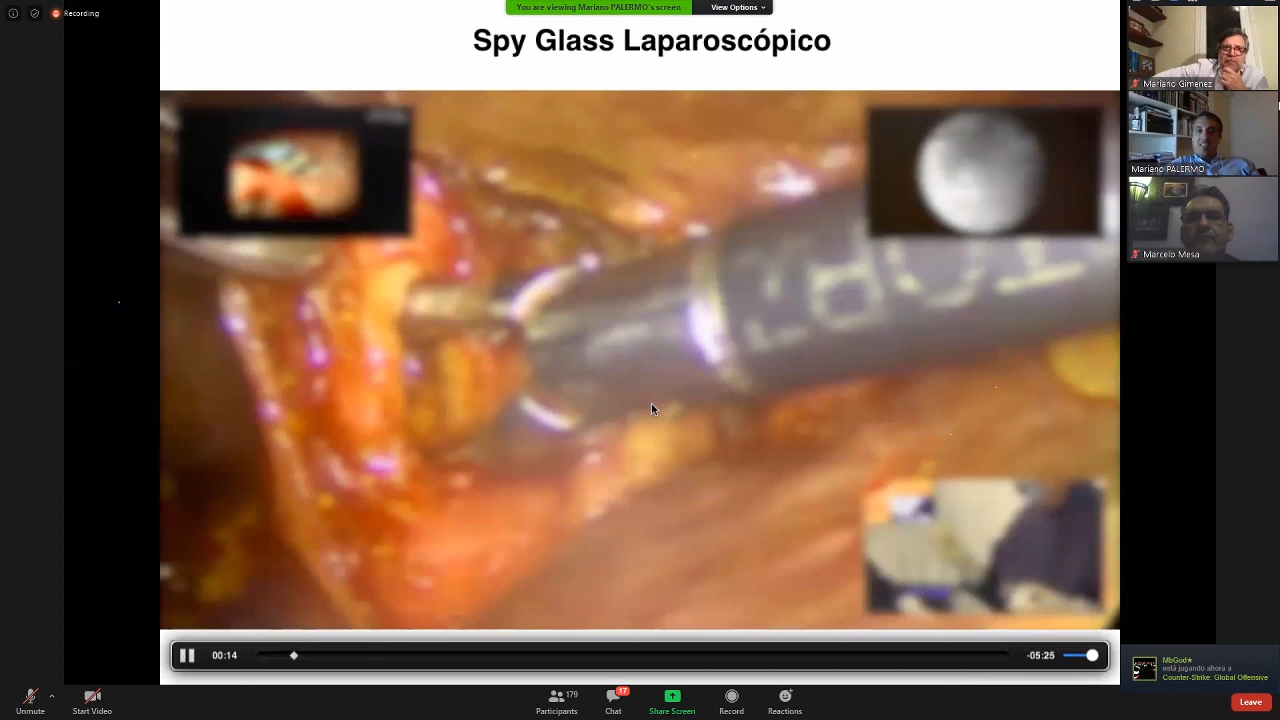 Recording
You are viewing Mariano PALERMO's screen
View Options
Spy Glass Laparoscópico
Mariano Gimenez
Mariano PALERMO
Marcelo Mesa
00:14
-05:25
MbGod★
está jugando ahora a
Counter-Strike: Global Offensive
Unmute
Start Video
179
Participants
17
Chat
Share Screen
Record
Reactions
Leave